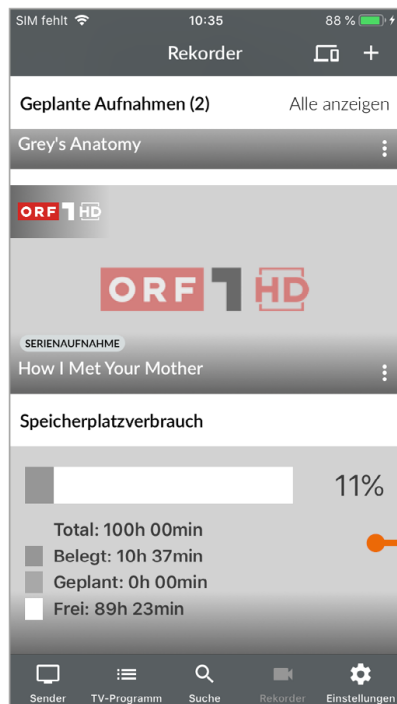 SIM fehlt 10:35 88 %
Rekorder
Geplante Aufnahmen (2) Alle anzeigen
Grey's Anatomy
ORF 1 HD
ORF 1 HD
SERIENAUFNAHME
How I Met Your Mother
Speicherplatzverbrauch
11%
Total: 100h 00min
Belegt: 10h 37min
Geplant: 0h 00min
Frei: 89h 23min
Sender TV-Programm Suche Rekorder Einstellungen